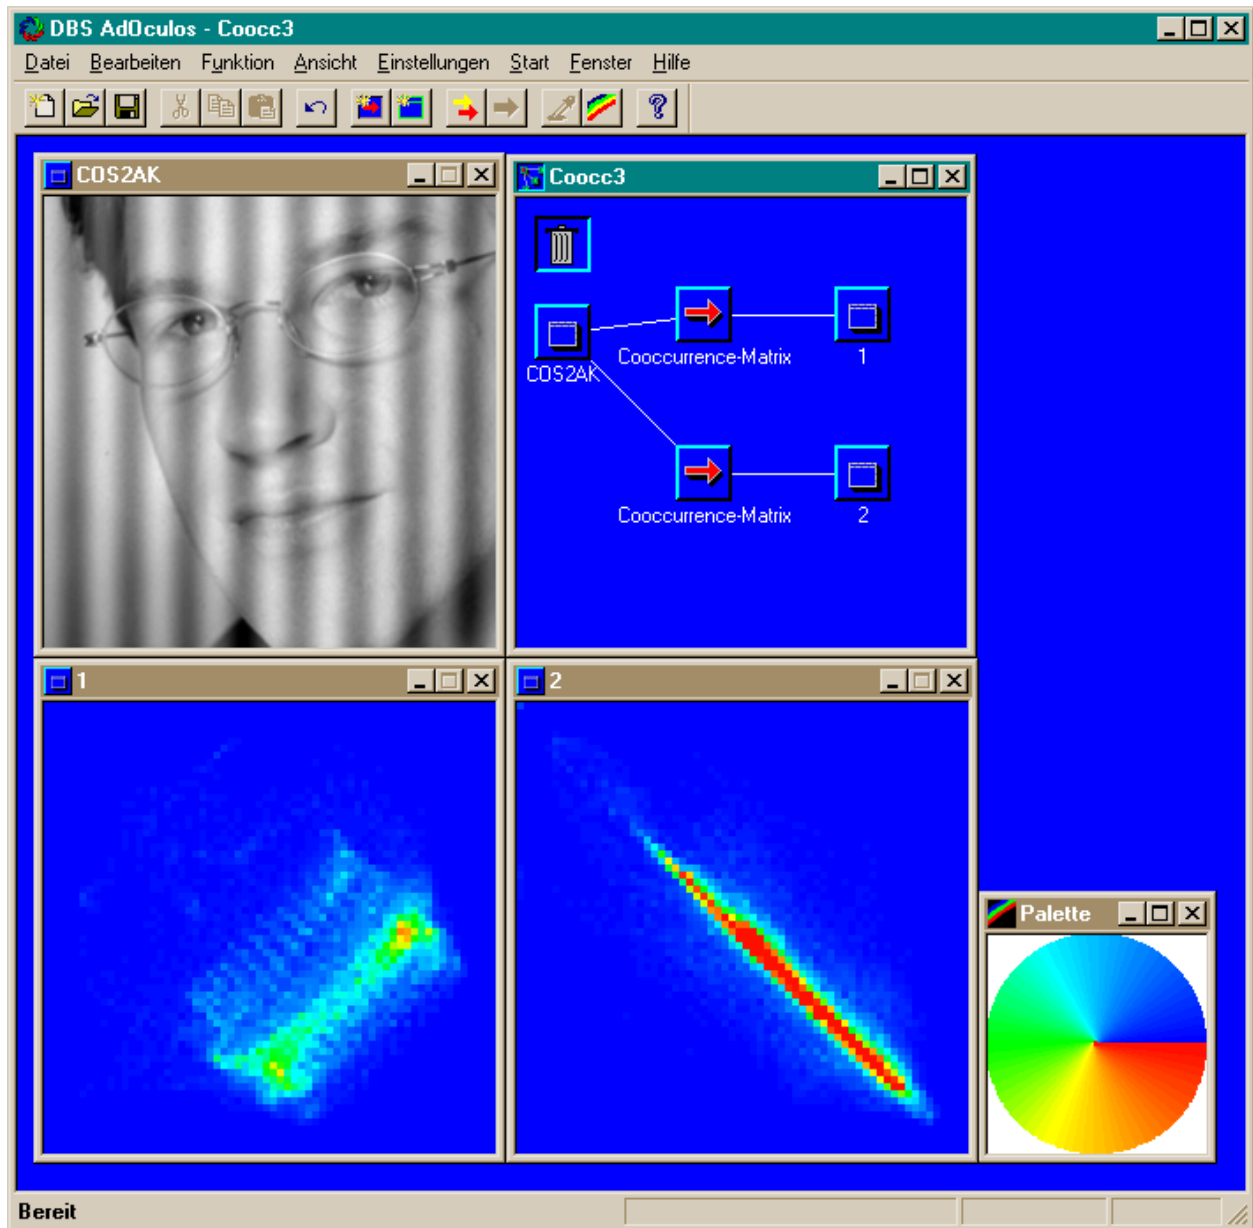 DBS AdOculos - Coocc3
Datei Bearbeiten Funktion Ansicht Einstellungen Start Fenster Hilfe
COS2AK
Coocc3
Cooccurrence-Matrix
1
COS2AK
Cooccurrence-Matrix
2
1
2
Palette
Bereit